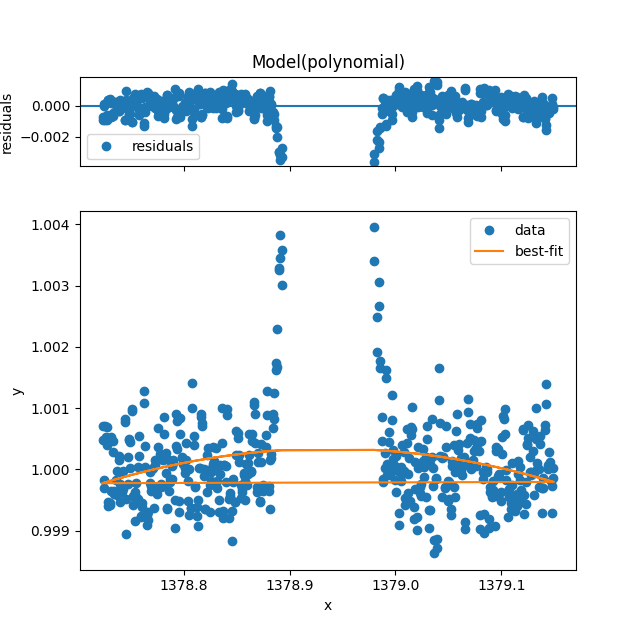 Model(polynomial)
residuals
0.000
−0.002
residuals
1.004
1.003
1.002
1.001
1.000
0.999
y
data
best-fit
1378.8
1378.9
1379.0
1379.1
x